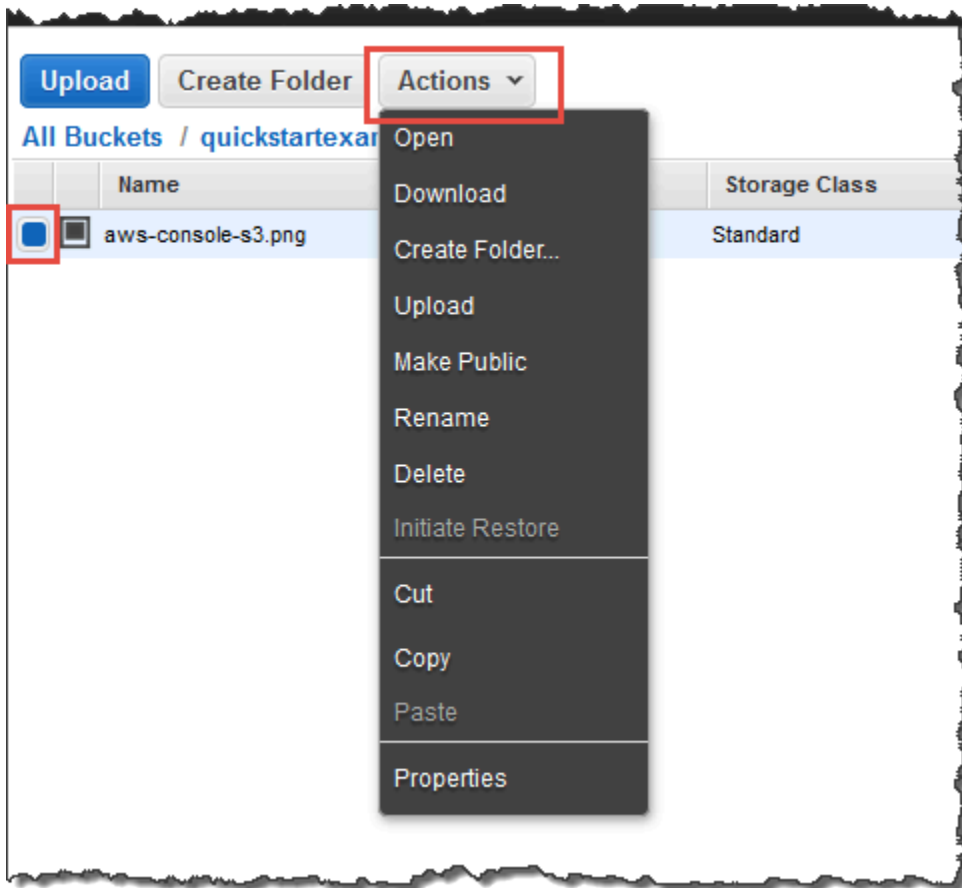 Upload Create Folder Actions
All Buckets / quickstartexa
Name Storage Class
aws-console-s3.png Standard
Open
Download
Create Folder...
Upload
Make Public
Rename
Delete
Initiate Restore
Cut
Copy
Paste
Properties